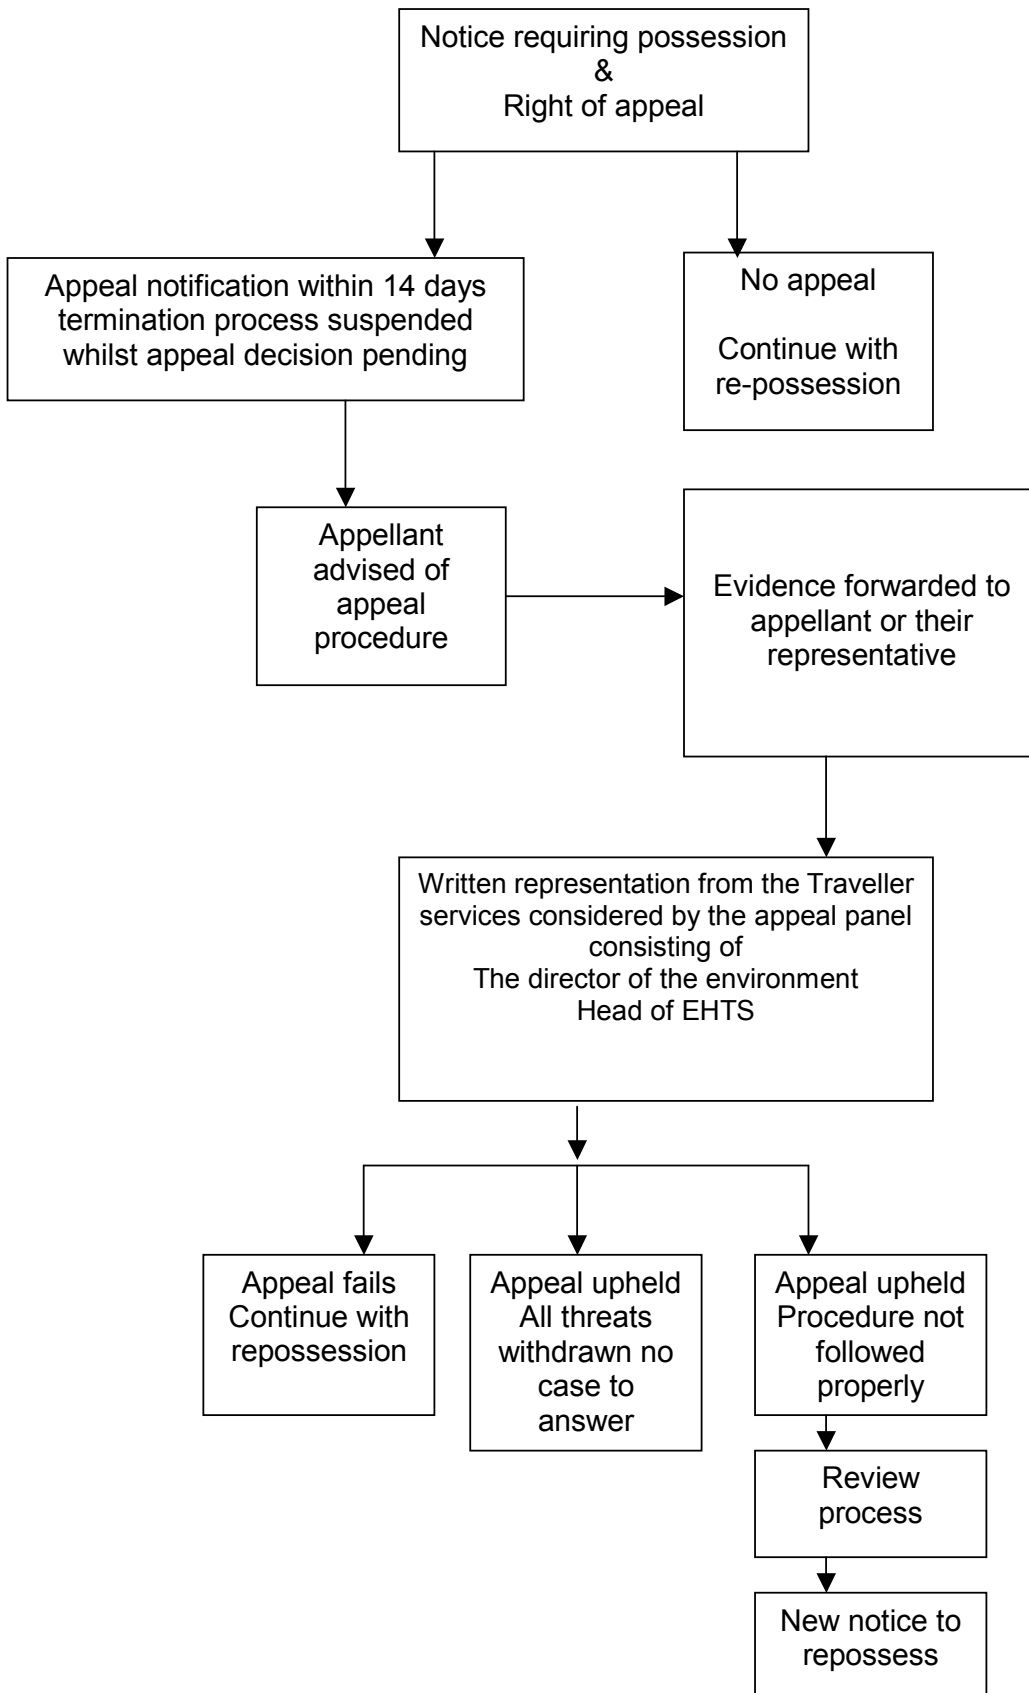 Notice requiring possession
&
Right of appeal
Appeal notification within 14 days
termination process suspended
whilst appeal decision pending
No appeal
Continue with
re-possession
Appellant
advised of
appeal
procedure
Evidence forwarded to
appellant or their
representative
Written representation from the Traveller
services considered by the appeal panel
consisting of
The director of the environment
Head of EHTS
Appeal fails
Continue with
repossession
Appeal upheld
All threats
withdrawn no
case to
answer
Appeal upheld
Procedure not
followed
properly
Review
process
New notice to
repossess